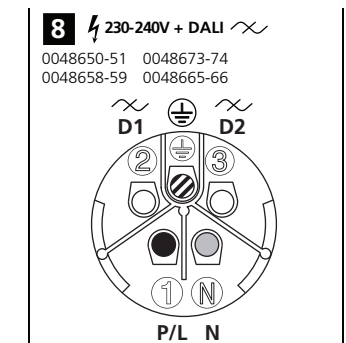 8 230-240V + DALI
0048650-51 0048673-74
0048658-59 0048665-66
D1 D2
2 3
1 N
P/L N